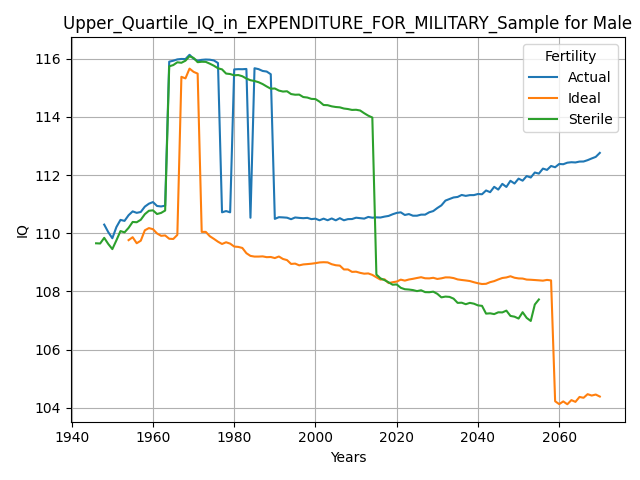 Upper_Quartile_IQ_in_EXPENDITURE_FOR_MILITARY_Sample for Male
Fertility
Actual
Ideal
Sterile
IQ
116
114
112
110
108
106
104
1940
1960
1980
2000
2020
2040
2060
Years